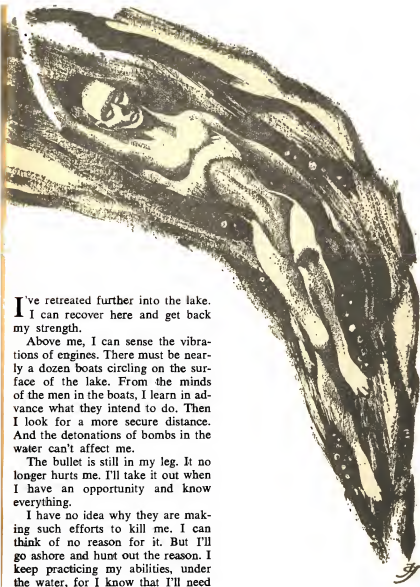 I've retreated further into the lake.
I can recover here and get back
my strength.
Above me, I can sense the vibra-
tions of engines. There must be near-
ly a dozen boats circling on the sur-
face of the lake. From the minds
of the men in the boats, I learn in ad-
vance what they intend to do. Then
I look for a more secure distance.
And the detonations of bombs in the
water can't affect me.
The bullet is still in my leg. It no
longer hurts me. I'll take it out when
I have an opportunity and know
everything.
I have no idea why they are mak-
ing such efforts to kill me. I can
think of no reason for it. But I'll
go ashore and hunt out the reason. I
keep practicing my abilities, under
the water, for I know that I'll need